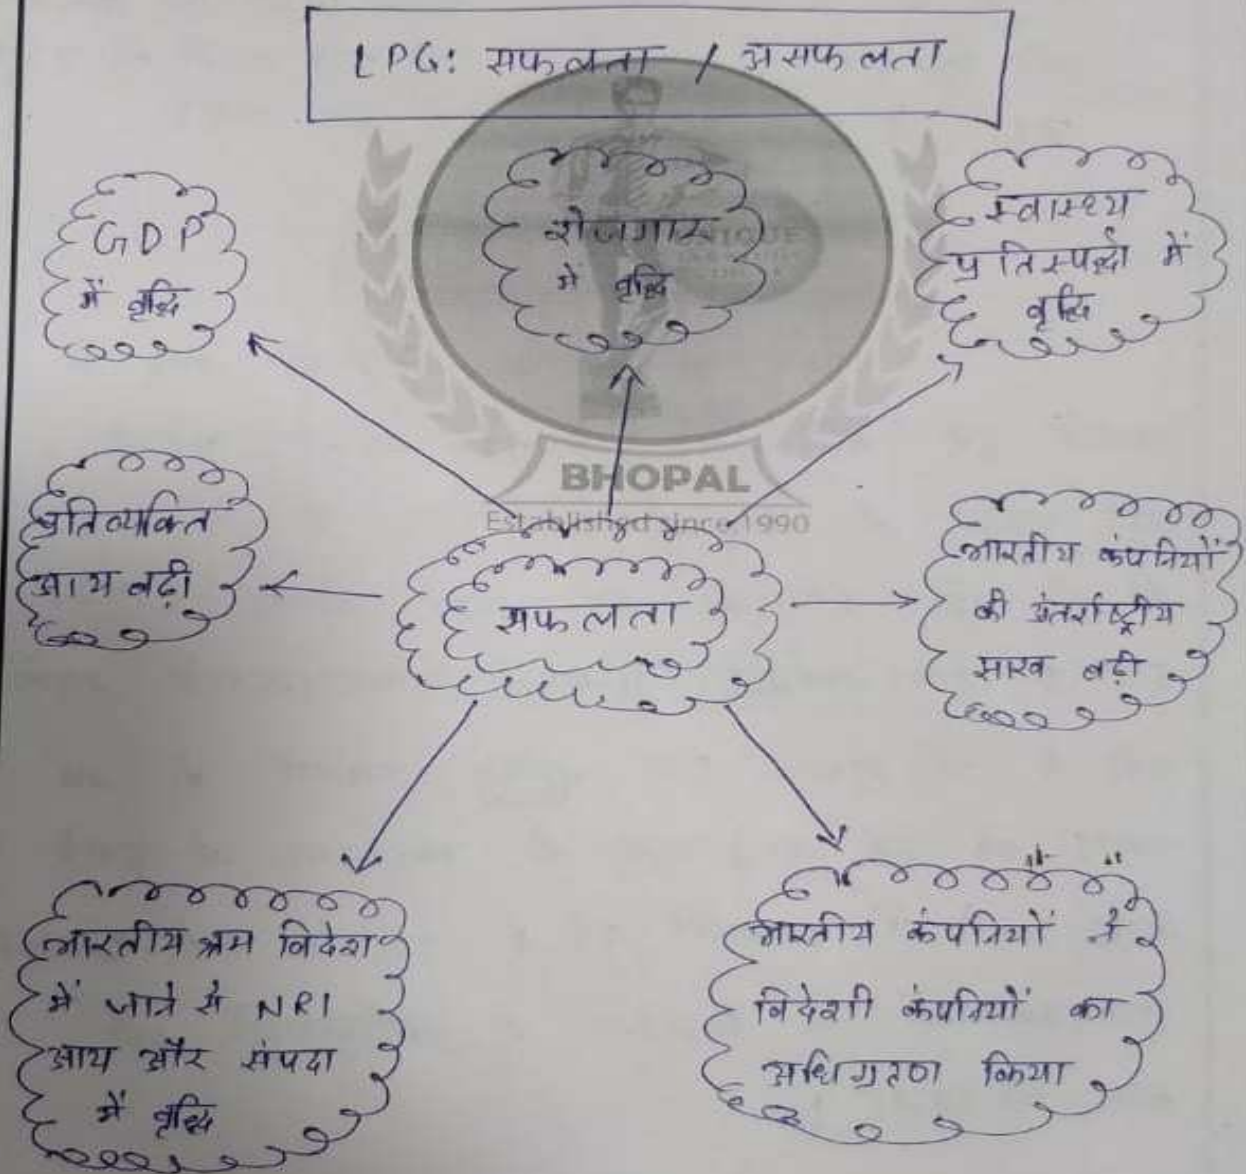 LPG: सफलता / असफलता
GDP
में वृद्धि
रोजगार
में वृद्धि
स्वास्थ्य
प्रतिस्पर्द्धा में
वृद्धि
प्रतिव्यक्ति
आय बढ़ी
BHOPAL
Established since 1990
सफलता
भारतीय कंपनियों
की अंतर्राष्ट्रीय
साख बढ़ी
भारतीय श्रम विदेश
में जाने से NRI
आय और संपदा
में वृद्धि
भारतीय कंपनियों ने
विदेशी कंपनियों का
अधिग्रहण किया